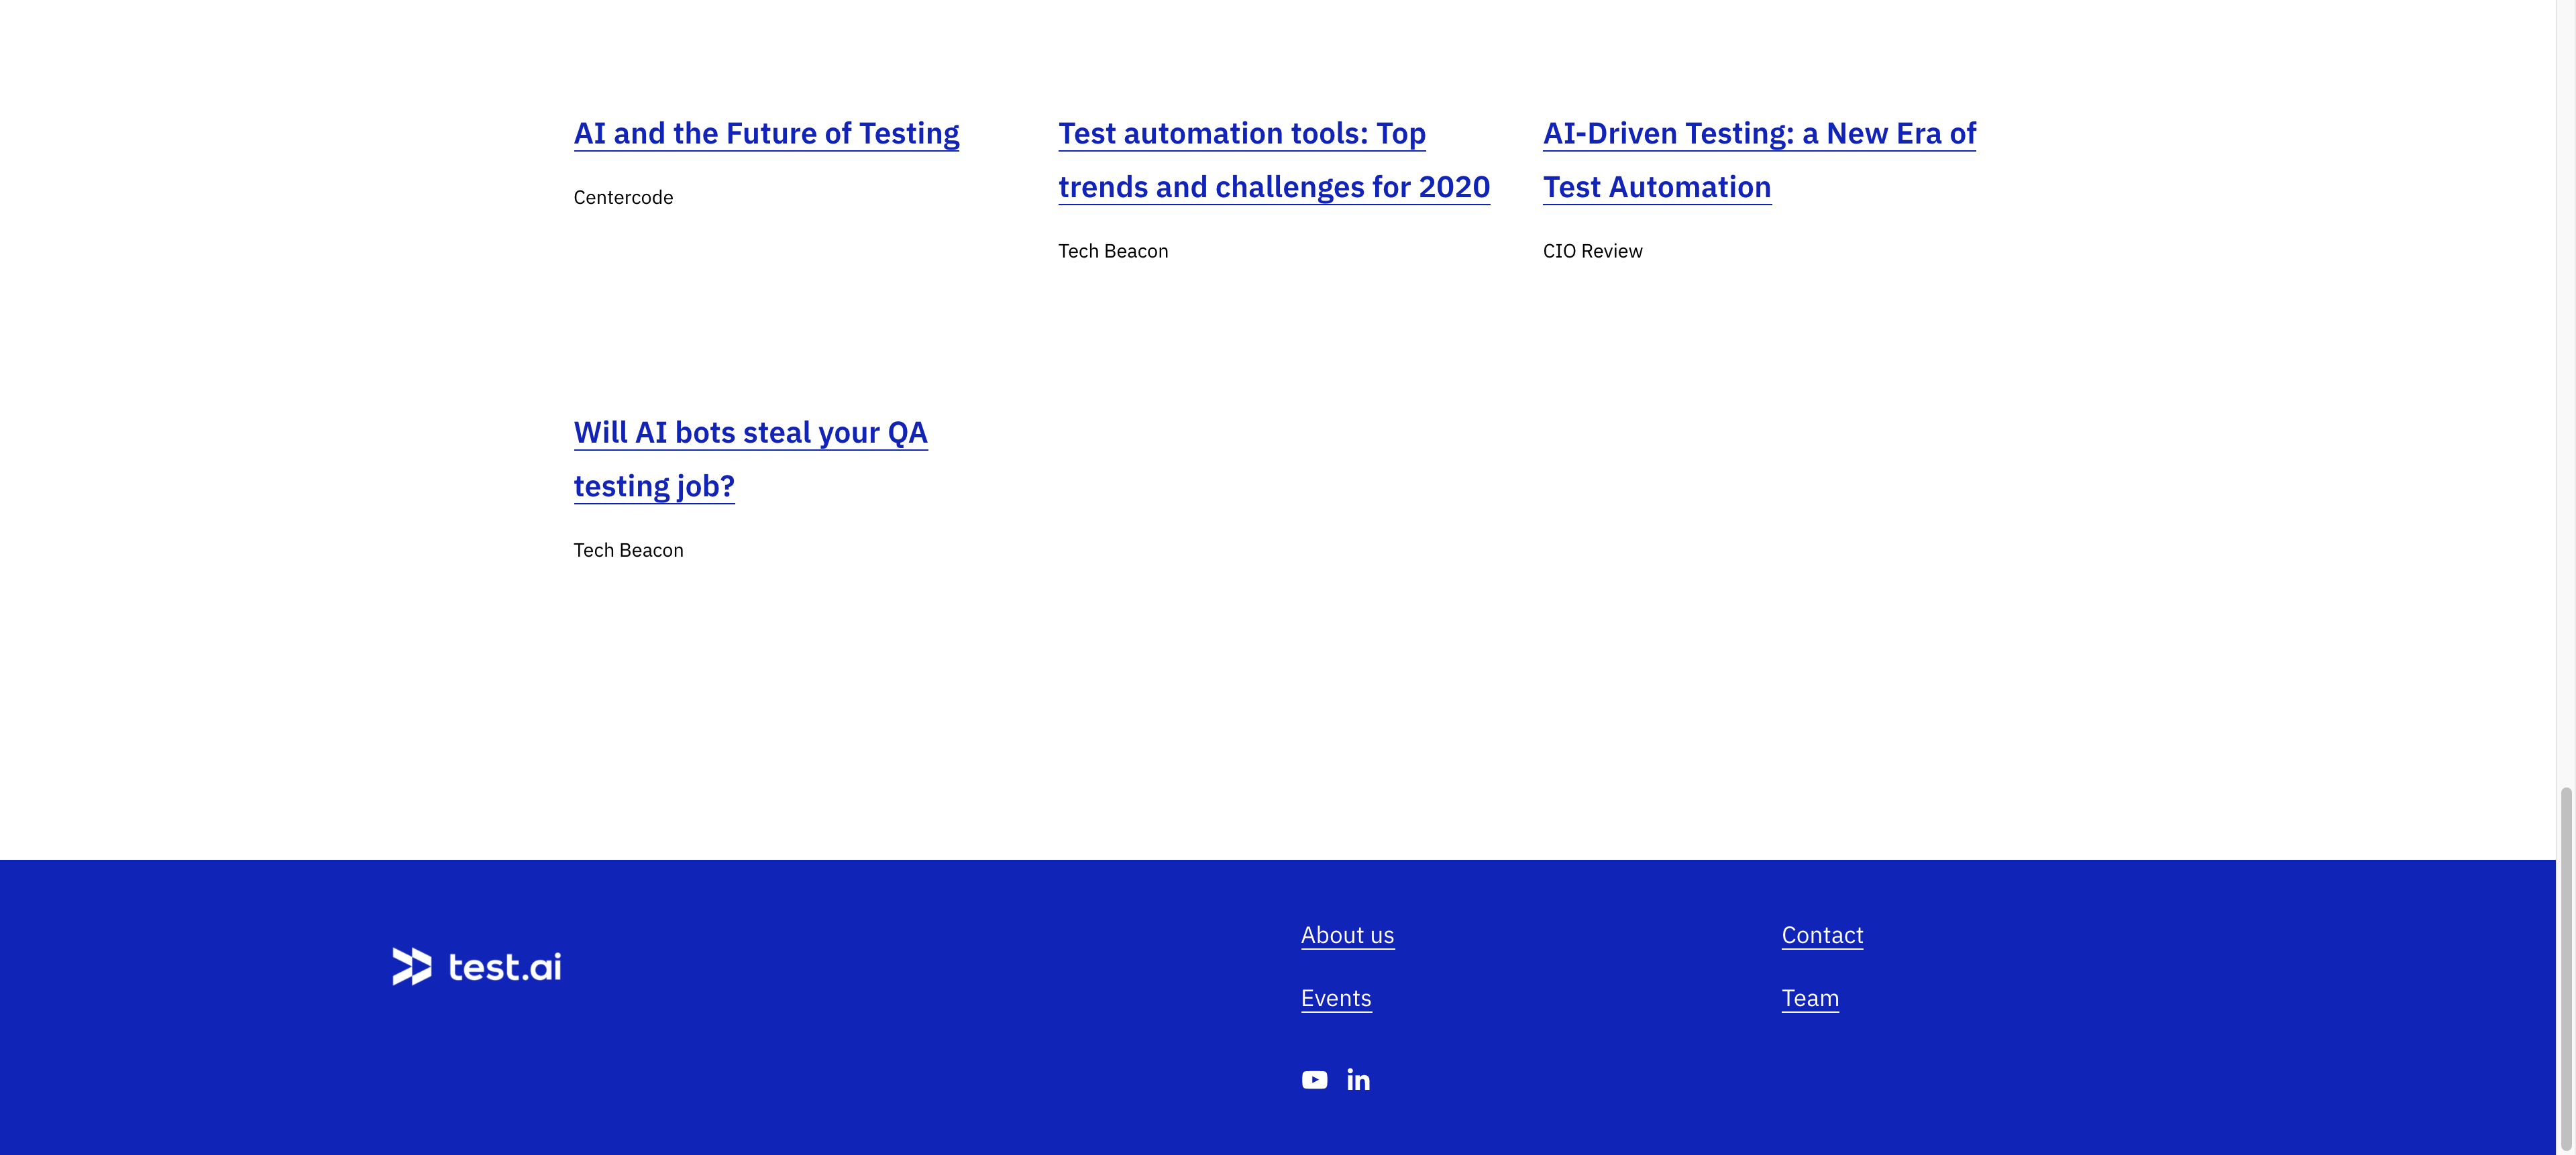 AI and the Future of Testing
Centercode
Test automation tools: Top
trends and challenges for 2020
Tech Beacon
AI-Driven Testing: a New Era of
Test Automation
CIO Review
Will AI bots steal your QA
testing job?
Tech Beacon
test.ai
About us
Events
Contact
Team
in